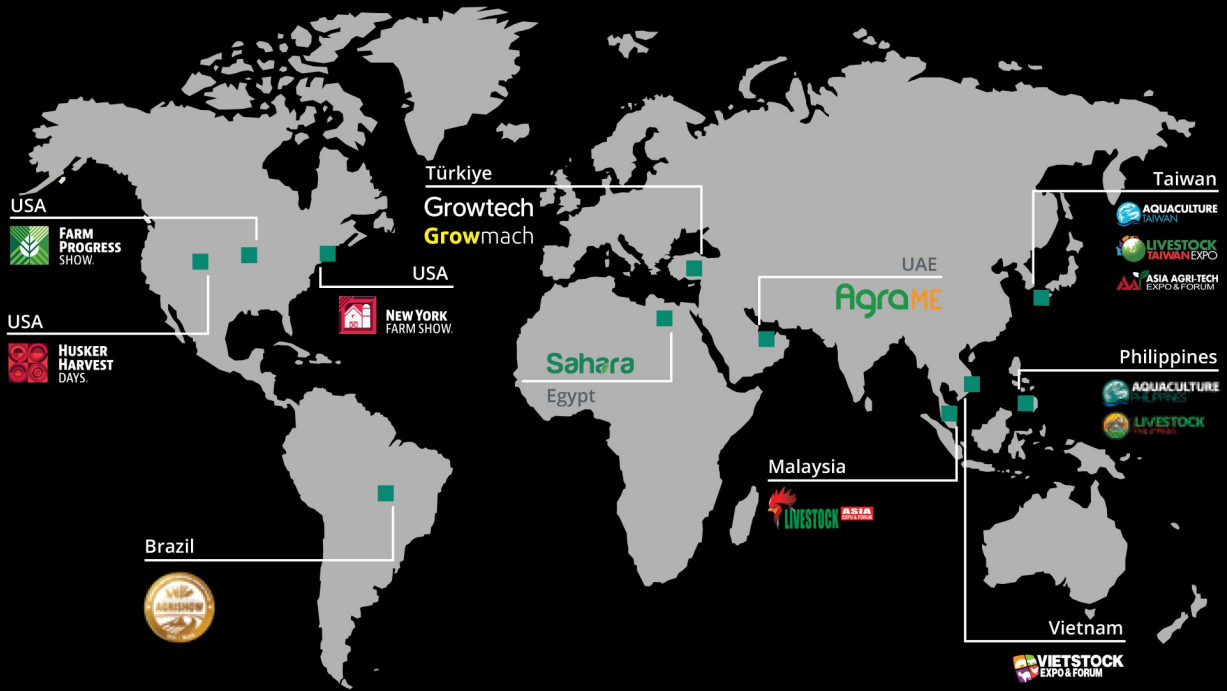 USA
FARM
PROGRESS
SHOW.
USA
HUSKER
HARVEST
DAYS.
USA
NEW YORK
FARM SHOW.
Brazil
AGRISHOW
Türkiye
Growtech
Growmach
Sahara
Egypt
UAE
AgraME
Malaysia
LIVESTOCK ASIA
EXPO & FORUM
Taiwan
AQUACULTURE
TAIWAN
LIVESTOCK
TAIWAN EXPO
ASIA AGRI-TECH
EXPO & FORUM
Philippines
AQUACULTURE
PHILIPPINES
LIVESTOCK
PHILIPPINES
Vietnam
VIETSTOCK
EXPO & FORUM